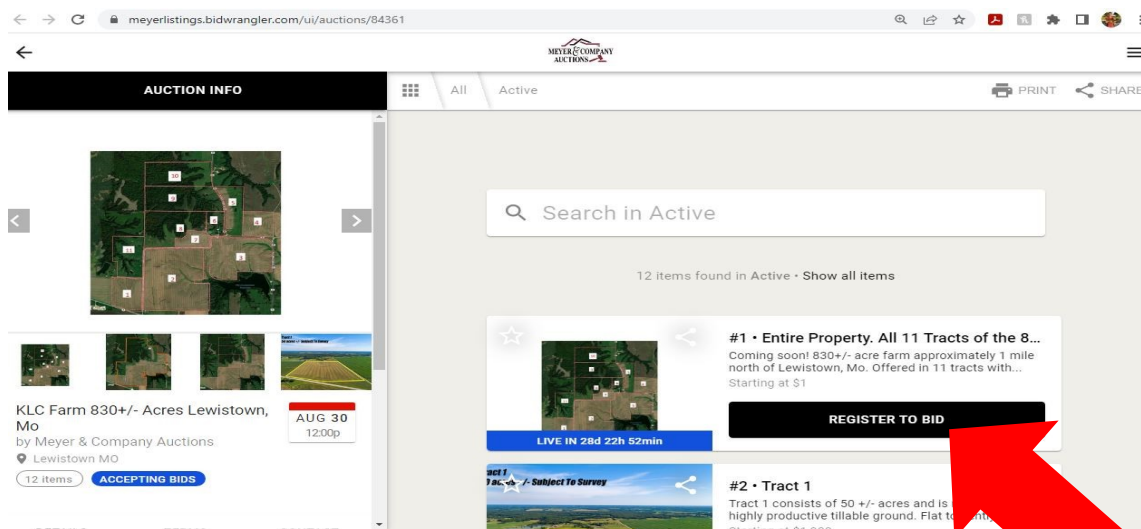 meyerlistings.bidwrangler.com/ui/auctions/84361
MEYER & COMPANY
AUCTIONS
AUCTION INFO
All
Active
PRINT
SHARE
Search in Active
12 items found in Active · Show all items
KLC Farm 830+/- Acres Lewistown,
Mo
by Meyer & Company Auctions
Lewistown MO
12 items
ACCEPTING BIDS
AUG 30
12:00p
#1 · Entire Property. All 11 Tracts of the 8...
Coming soon! 830+/- acre farm approximately 1 mile
north of Lewistown, Mo. Offered in 11 tracts with...
Starting at $1
REGISTER TO BID
LIVE IN 28d 22h 52min
- Subject To Survey
#2 · Tract 1
Tract 1 consists of 50 +/- acres and is
highly productive tillable ground. Flat